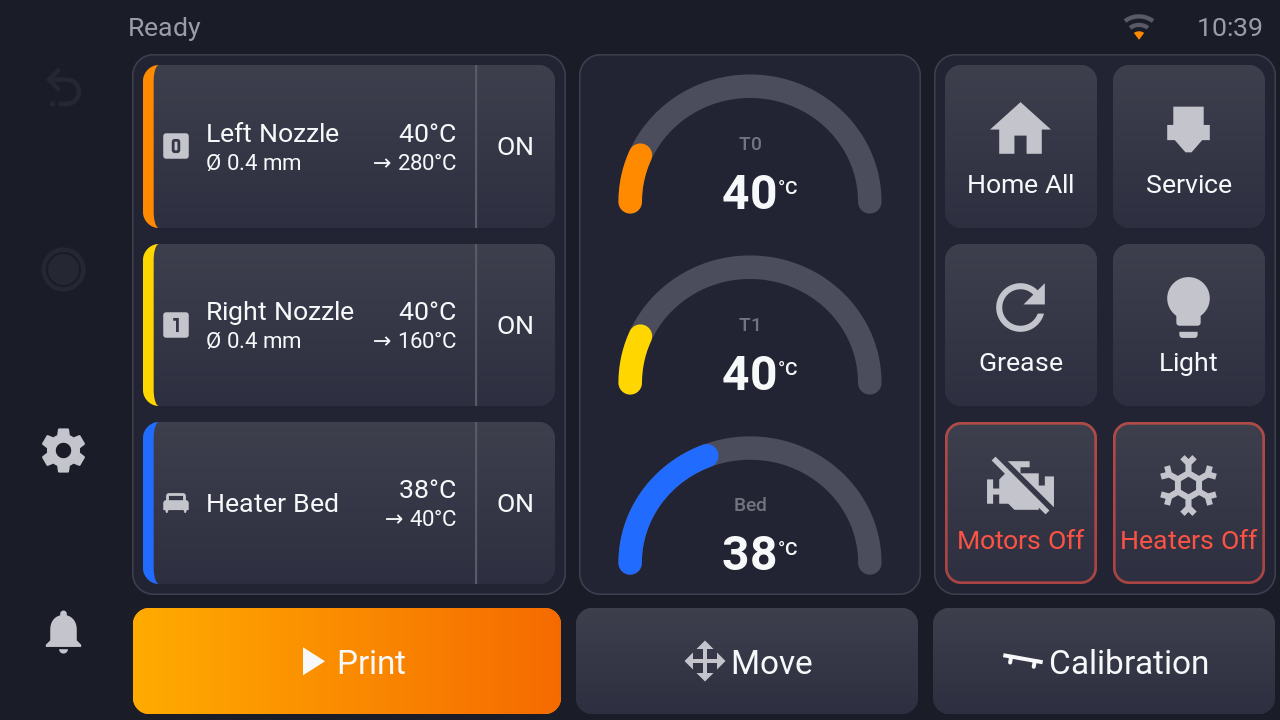 Ready
10:39
0
Left Nozzle
40°C
Ø 0.4 mm
→ 280°C
ON
1
Right Nozzle
40°C
Ø 0.4 mm
→ 160°C
ON
Heater Bed
38°C
→ 40°C
ON
T0
40°C
T1
40°C
Bed
38°C
Home All
Service
Grease
Light
Motors Off
Heaters Off
Print
Move
Calibration